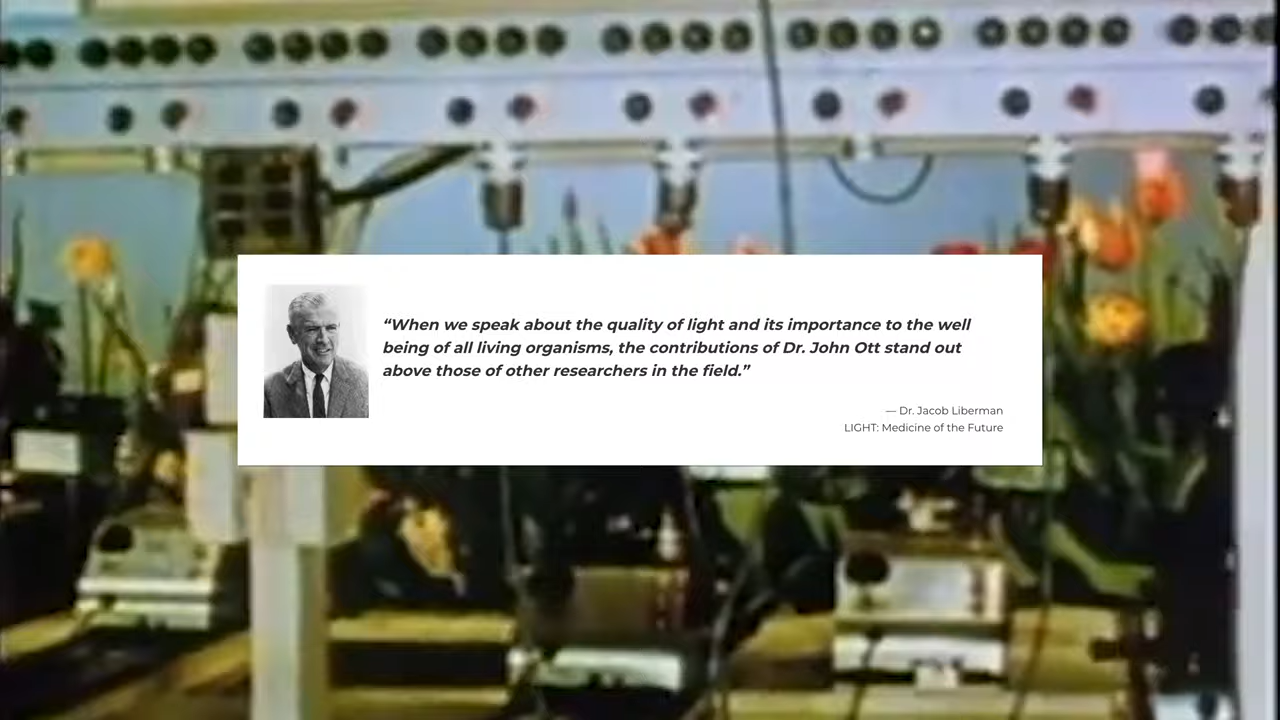 “When we speak about the quality of light and its importance to the well
being of all living organisms, the contributions of Dr. John Ott stand out
above those of other researchers in the field.”
— Dr. Jacob Liberman
LIGHT: Medicine of the Future